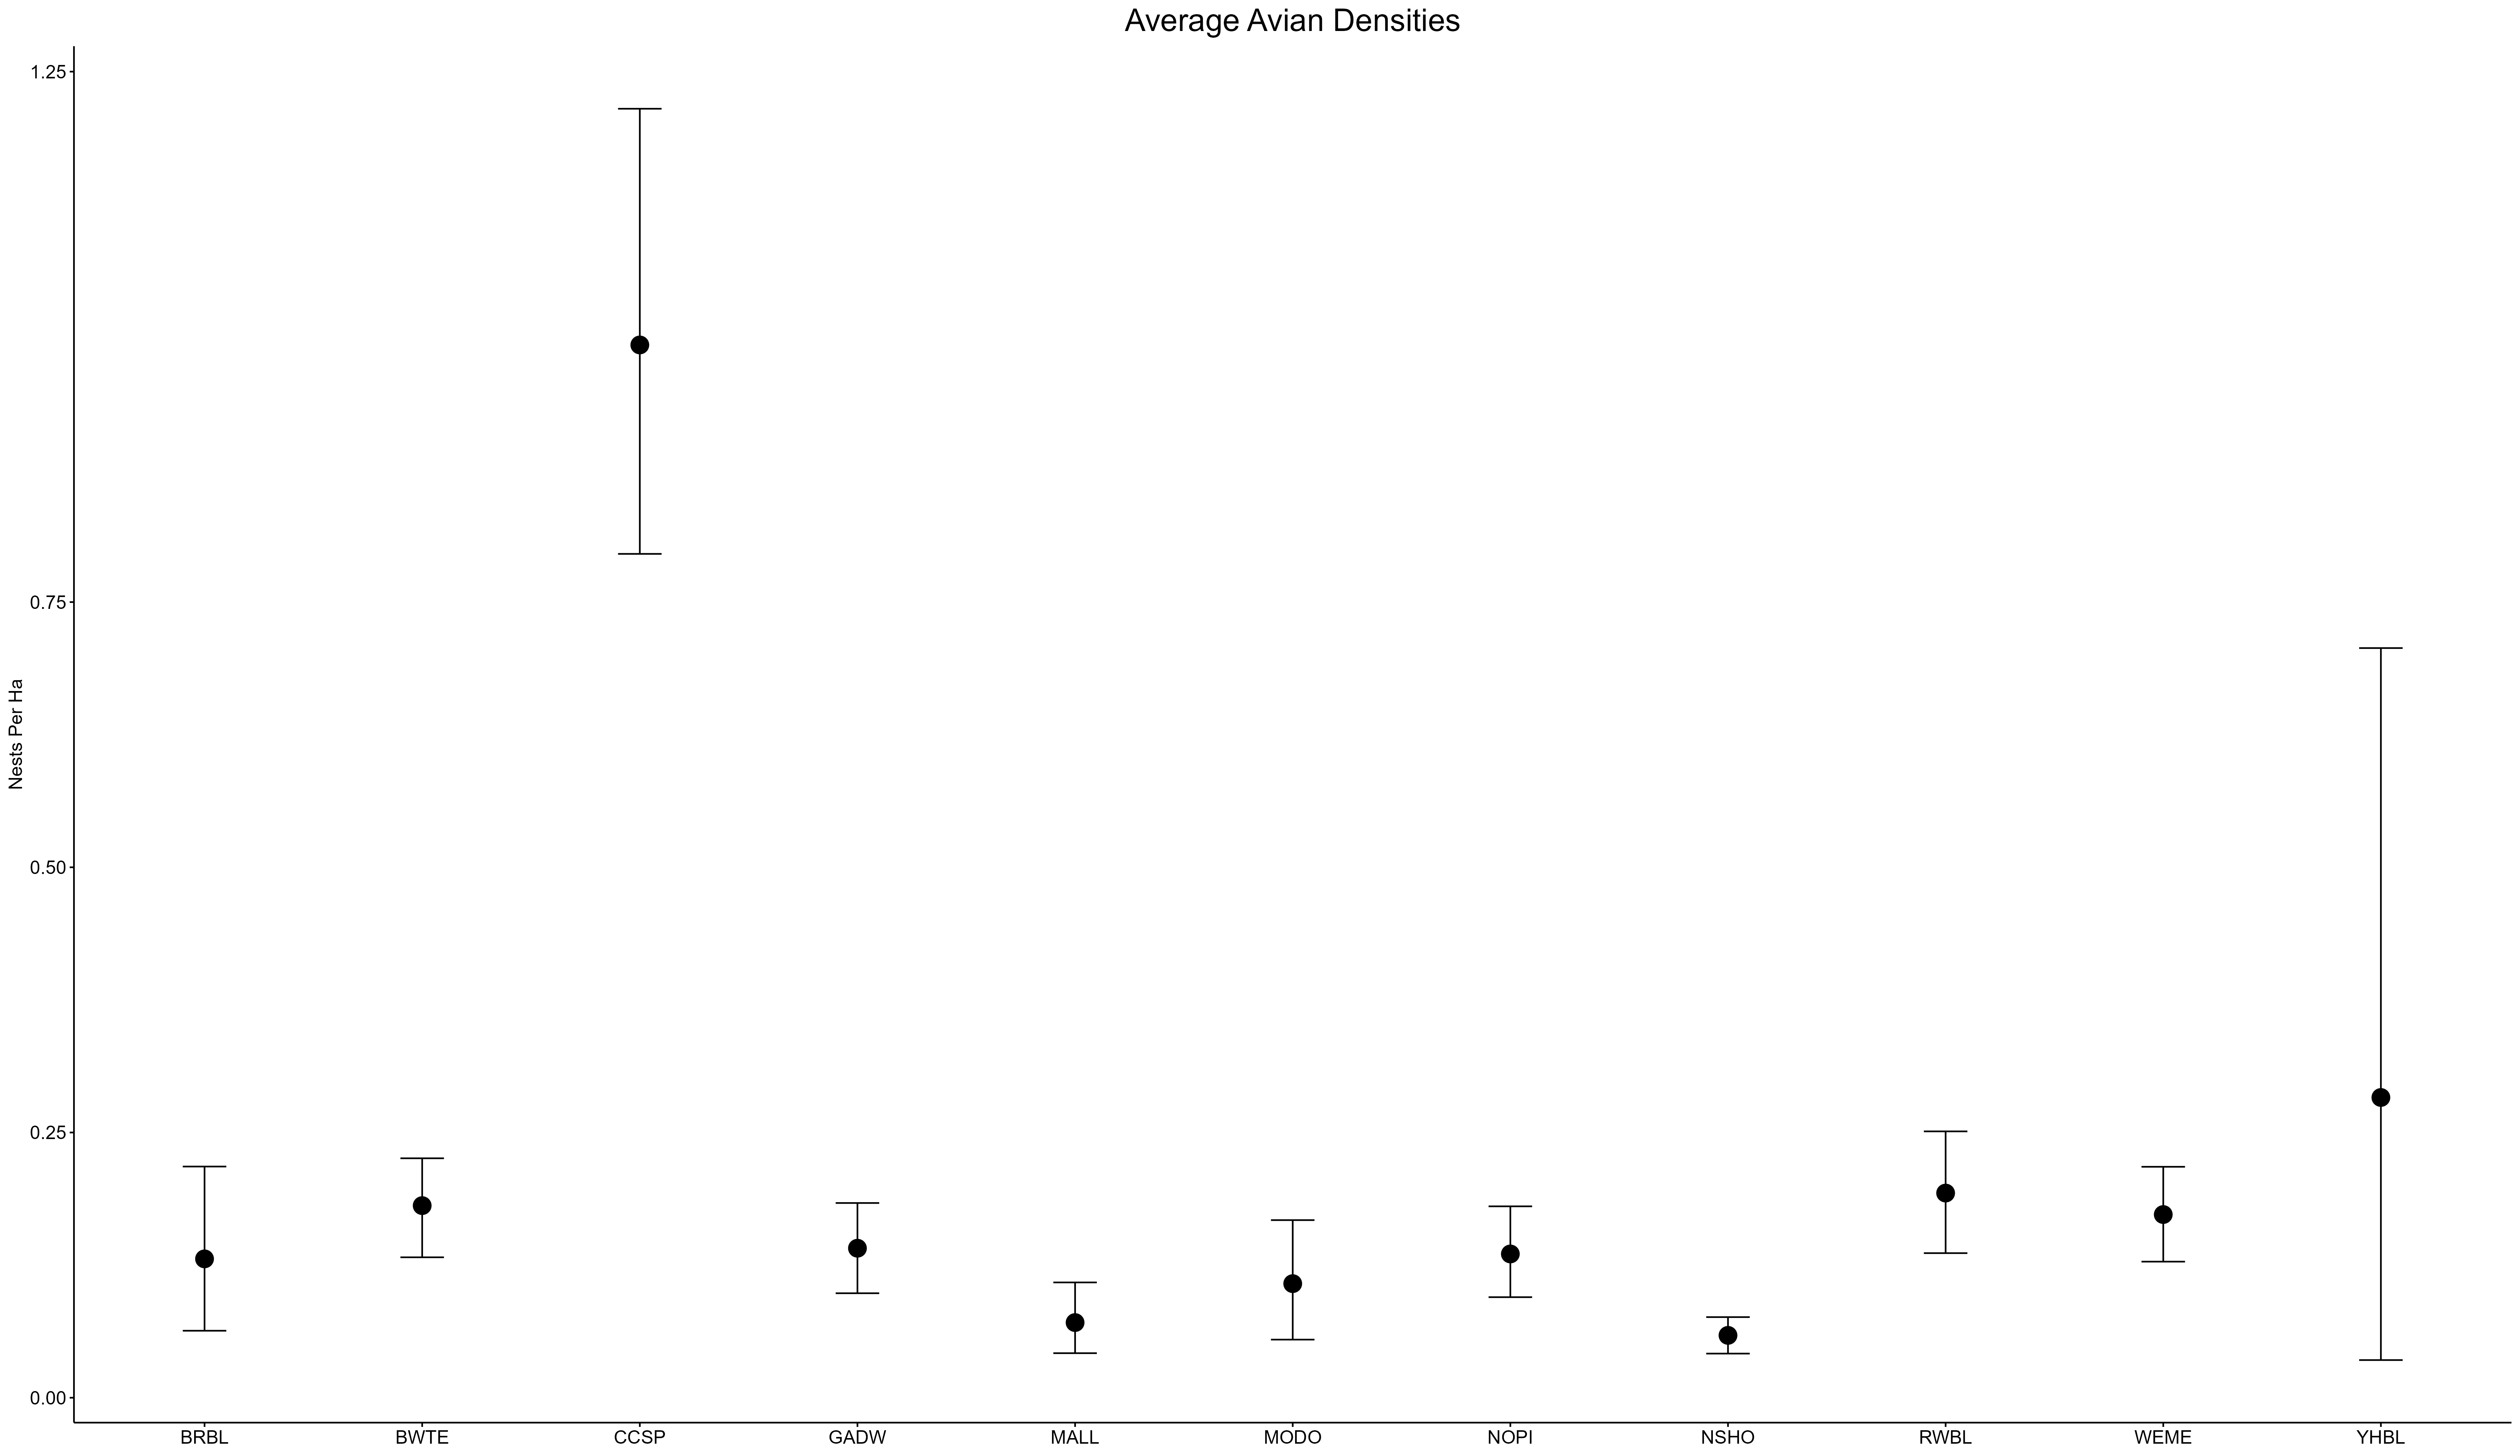 Average Avian Densities
1.25
0.75
0.50
0.25
0.00
Nests Per Ha
BRBL BWTE CCSP GADW MALL MODO NOPI NSHO RWBL WEME YHBL